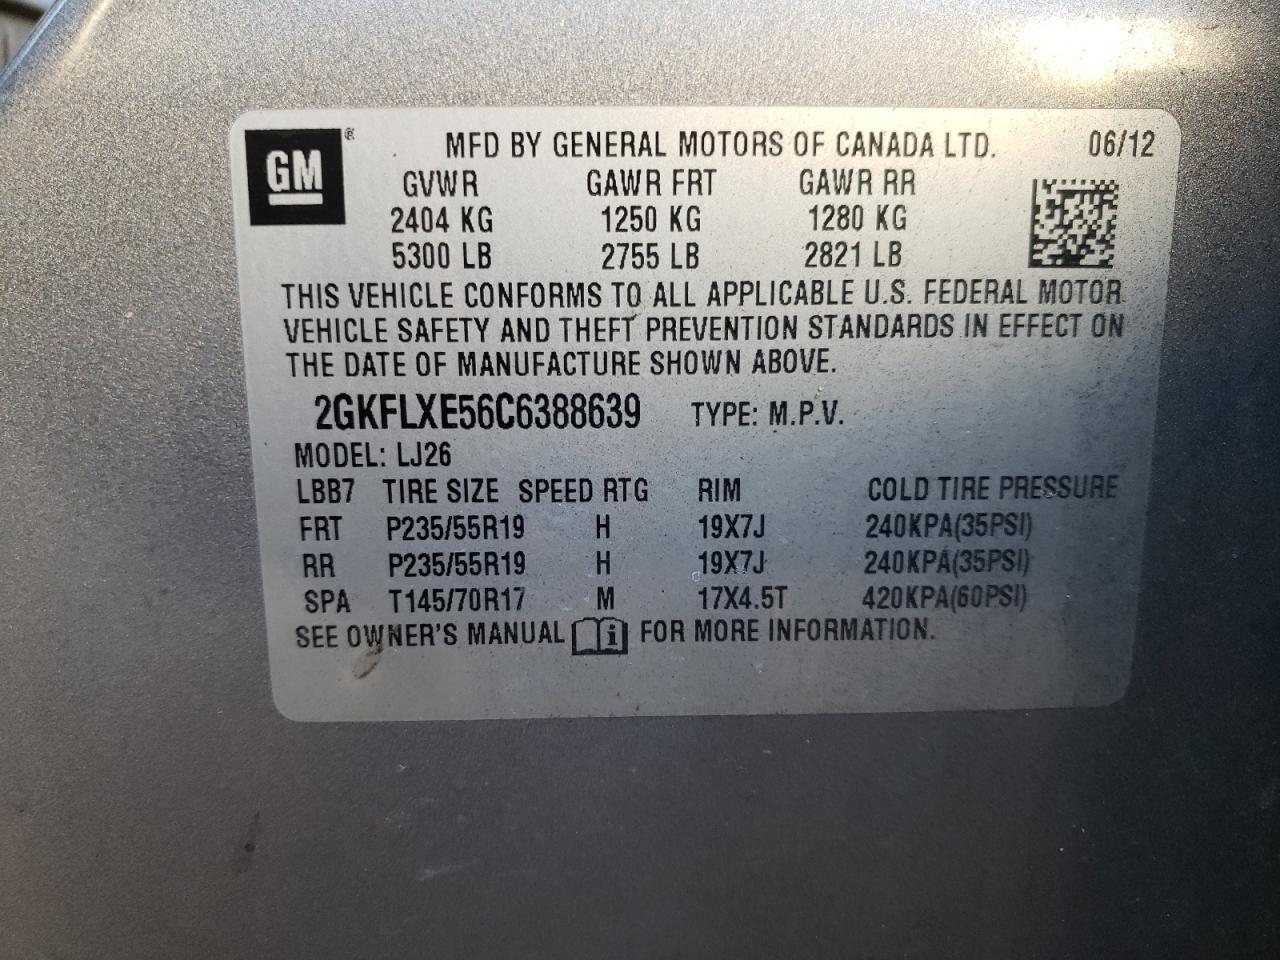 GM ® MFD BY GENERAL MOTORS OF CANADA LTD. 06/12
GVWR GAWR FRT GAWR RR
2404 KG 1250 KG 1280 KG
5300 LB 2755 LB 2821 LB
THIS VEHICLE CONFORMS TO ALL APPLICABLE U.S. FEDERAL MOTOR
VEHICLE SAFETY AND THEFT PREVENTION STANDARDS IN EFFECT ON
THE DATE OF MANUFACTURE SHOWN ABOVE.
2GKFLXE56C6388639 TYPE: M.P.V.
MODEL: LJ26
LBB7 TIRE SIZE SPEED RTG RIM COLD TIRE PRESSURE
FRT P235/55R19 H 19X7J 240KPA(35PSI)
RR P235/55R19 H 19X7J 240KPA(35PSI)
SPA T145/70R17 M 17X4.5T 420KPA(60PSI)
SEE OWNER'S MANUAL i FOR MORE INFORMATION.